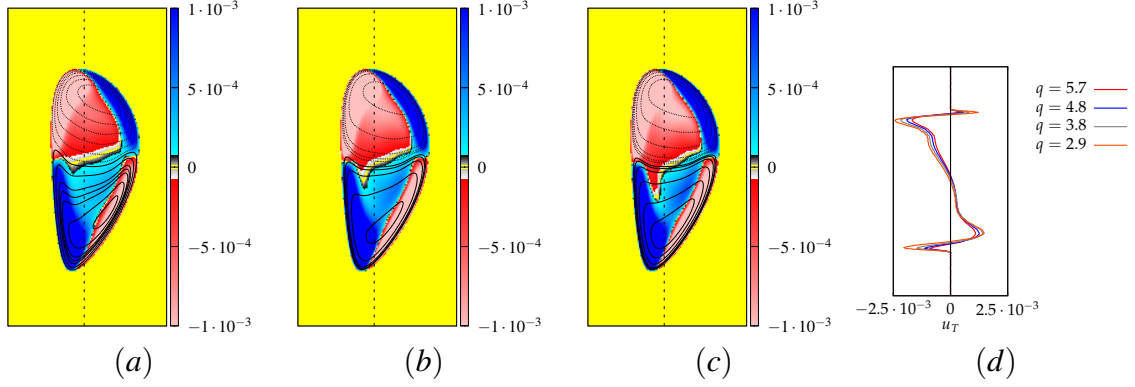 1·10⁻³
5·10⁻⁴
0
−5·10⁻⁴
−1·10⁻³
(a)
1·10⁻³
5·10⁻⁴
0
−5·10⁻⁴
−1·10⁻³
(b)
1·10⁻³
5·10⁻⁴
0
−5·10⁻⁴
−1·10⁻³
(c)
q = 5.7
q = 4.8
q = 3.8
q = 2.9
−2.5·10⁻³ 0 2.5·10⁻³
u_T
(d)